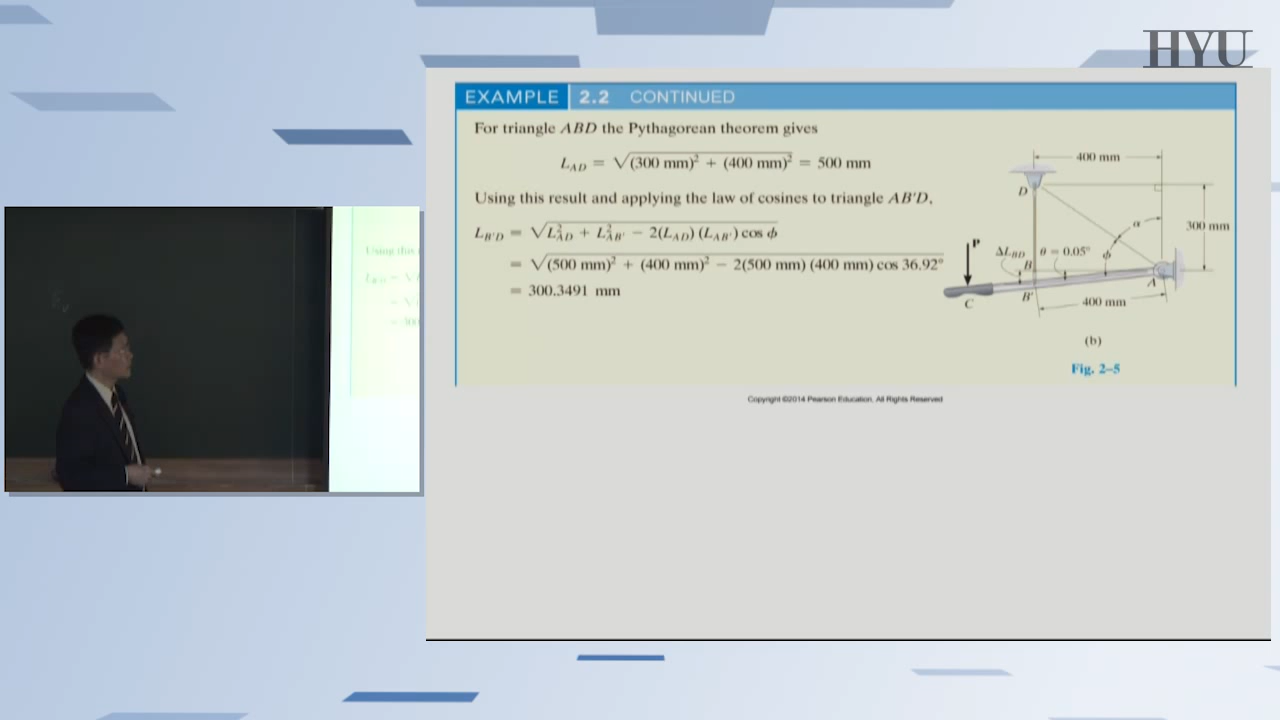 HYU
EXAMPLE 2.2 CONTINUED
For triangle ABD the Pythagorean theorem gives
L_AD = √(300 mm)² + (400 mm)² = 500 mm
Using this result and applying the law of cosines to triangle AB'D,
L_B'D = √L²_AD + L²_AB' − 2(L_AD) (L_AB') cos ϕ
= √(500 mm)² + (400 mm)² − 2(500 mm) (400 mm) cos 36.92°
= 300.3491 mm
400 mm
D
α
300 mm
P
ΔL_BD
θ = 0.05°
ϕ
B
A
C
B'
400 mm
(b)
Fig. 2–5
Copyright ©2014 Pearson Education, All Rights Reserved
Using this